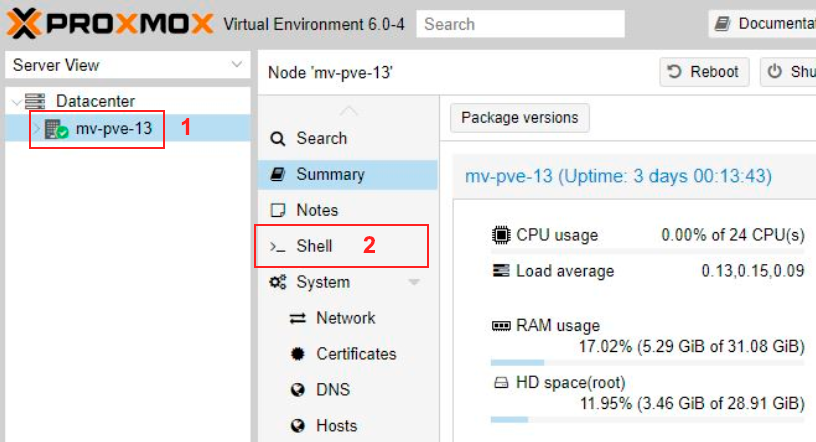 PROXMOX Virtual Environment 6.0-4 Search
Server View
Datacenter
mv-pve-13 1
Node 'mv-pve-13' Reboot
Search
Summary
Notes
>_ Shell 2
System
Network
Certificates
DNS
Hosts
Package versions
mv-pve-13 (Uptime: 3 days 00:13:43)
CPU usage 0.00% of 24 CPU(s)
Load average 0.13,0.15,0.09
RAM usage
17.02% (5.29 GiB of 31.08 GiB)
HD space(root)
11.95% (3.46 GiB of 28.91 GiB)